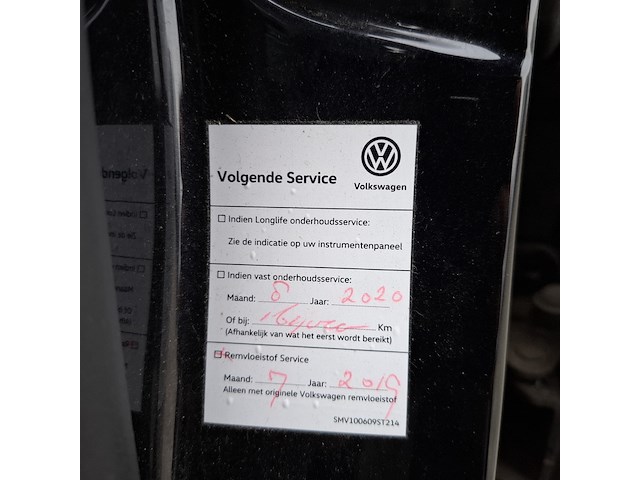 Volgende Service
Volkswagen
☐ Indien Longlife onderhoudsservice:
Zie de indicatie op uw instrumentenpaneel
☐ Indien vast onderhoudsservice:
Maand: 8 Jaar: 2020
Of bij: Km
(Afhankelijk van wat het eerst wordt bereikt)
☒ Remvloeistof Service
Maand: 7 Jaar: 2019
Alleen met originele Volkswagen remvloeistof
SMV100609ST214